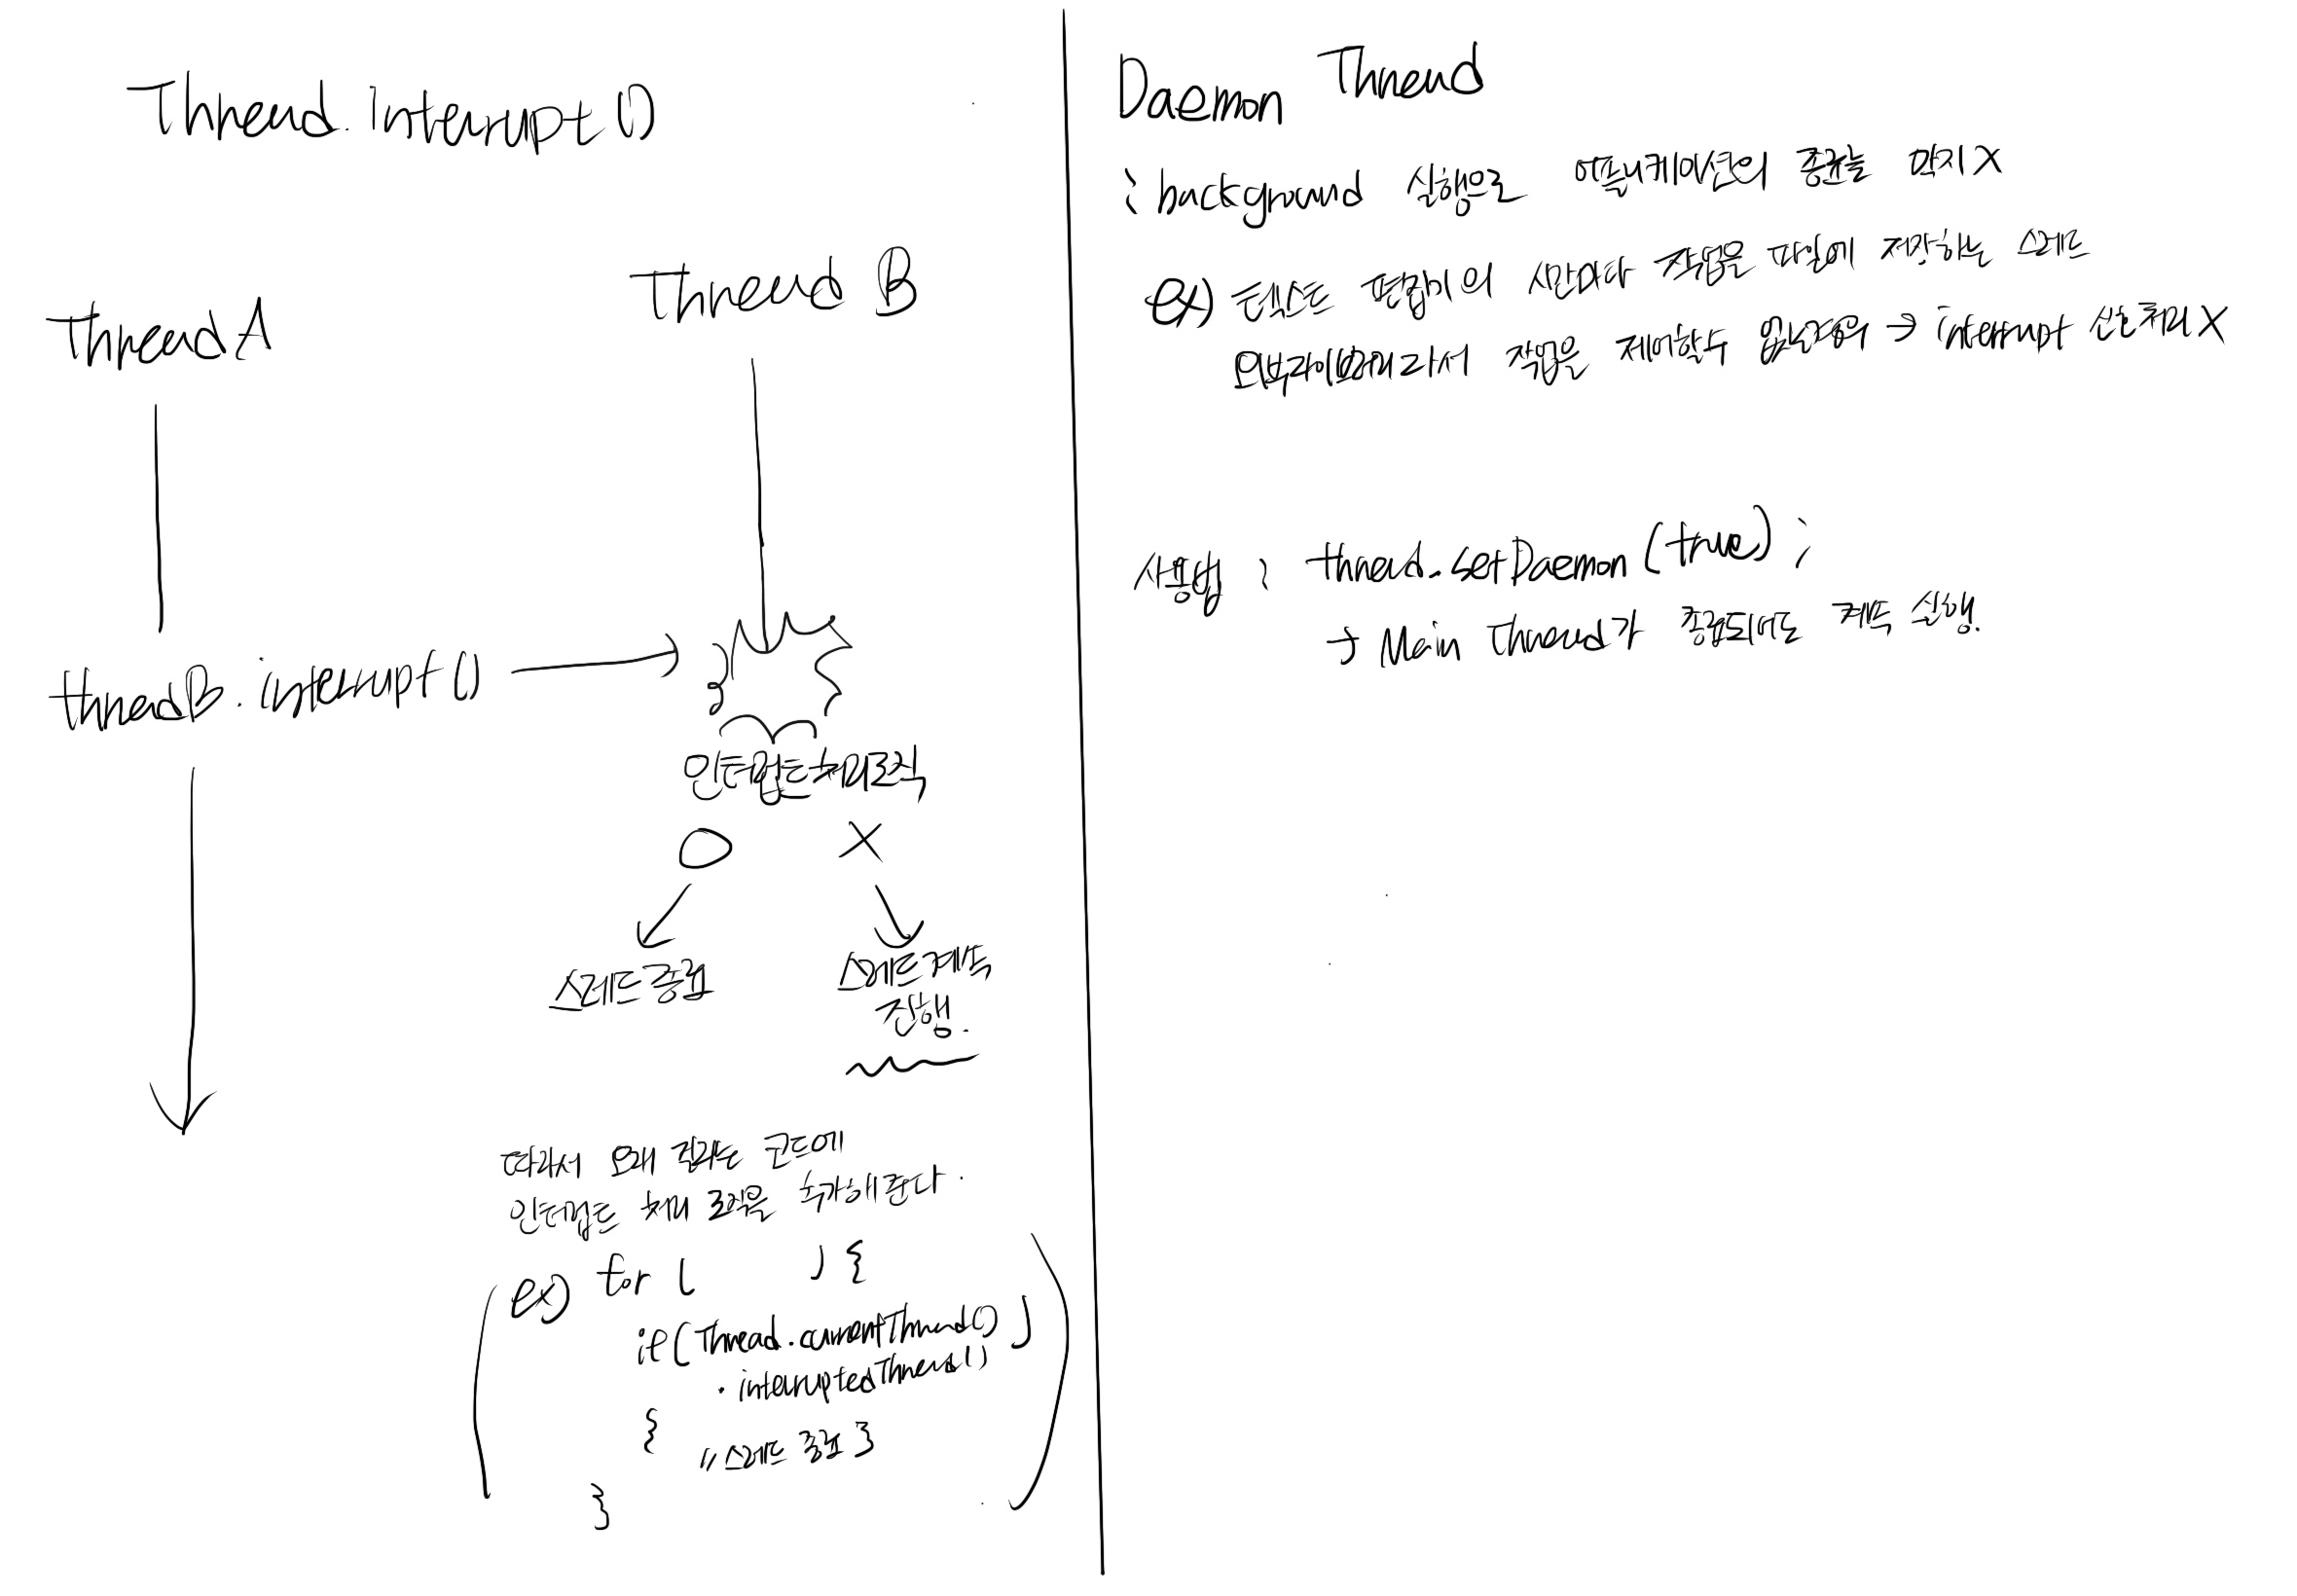 Thread.interrupt()
Thread A
Thread B
threadB.interrupt()
인터럽트 처리 로직
O X
스레드 종료
스레드 계속
진행.
따라서 오래 걸리는 코드에
인터럽트 처리 로직을 추가해준다.
ex) for ( ) {
if(Thread.currentThread()
.interruptedThread())
{
// 스레드 종료 }
}
Daemon Thread
: background 실행으로 어플리케이션의 종료를 막지 X
ex) 텍스트 편집기의 시간마다 작업을 파일에 저장하는 스레드
외부라이브러리라서 작업을 제어할 수 없는 경우 → interrupt 신호처리 X
사용법 : thread.setDaemon(true);
→ Main Thread가 종료되어도 계속 실행.